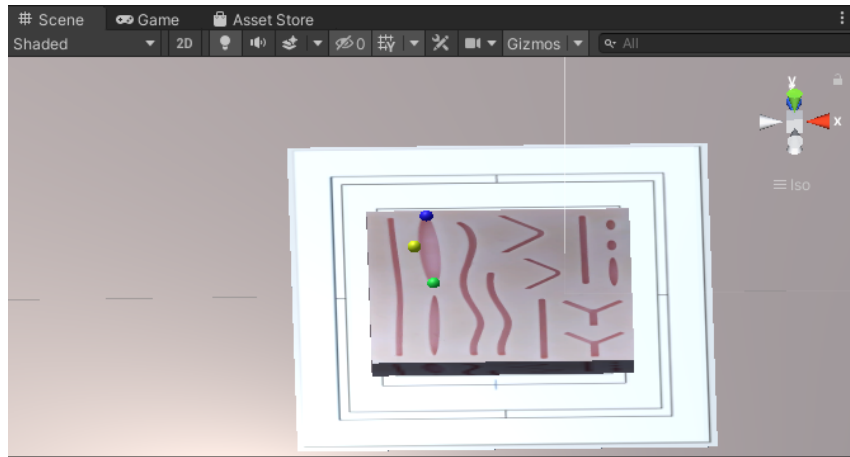 Scene Game Asset Store
Shaded 2D 0 Gizmos All
y
x
Iso